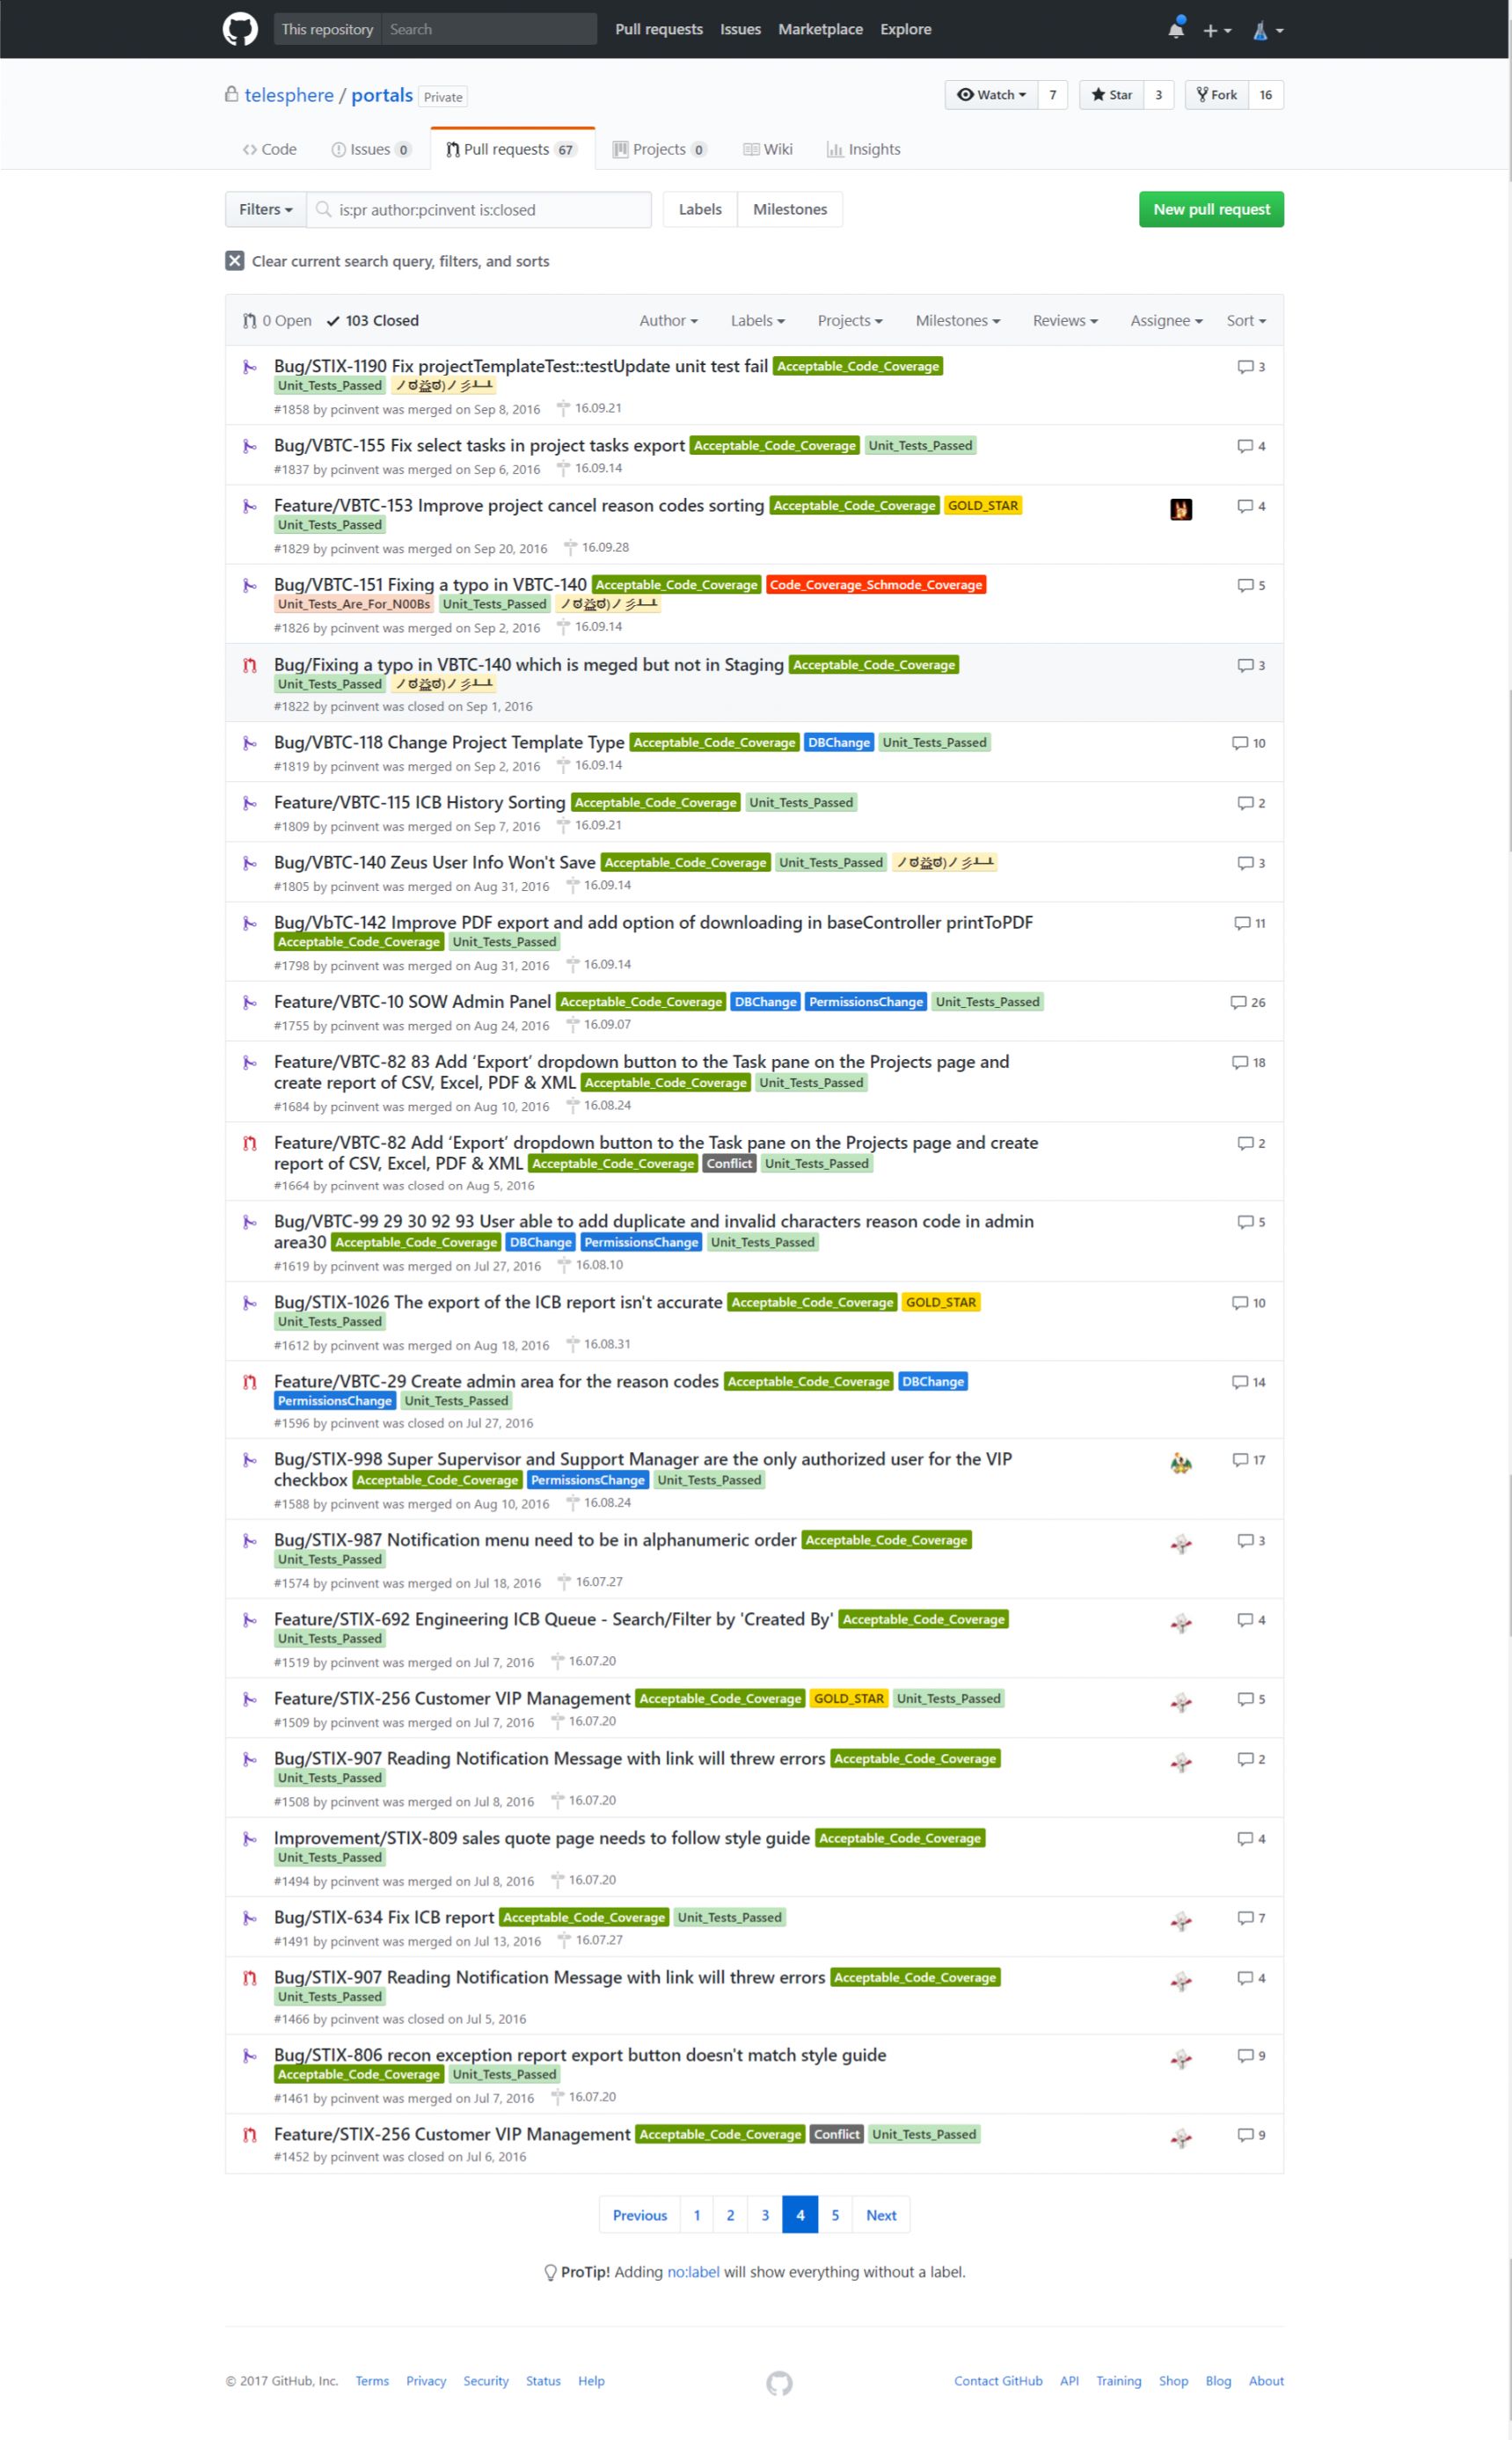 This repository Search Pull requests Issues Marketplace Explore
telesphere / portals Private Watch 7 Star 3 Fork 16
Code Issues 0 Pull requests 67 Projects 0 Wiki Insights
Filters is:pr author:pcinvent is:closed Labels Milestones New pull request
Clear current search query, filters, and sorts
0 Open 103 Closed Author Labels Projects Milestones Reviews Assignee Sort
Bug/STIX-1190 Fix projectTemplateTest::testUpdate unit test fail Acceptable_Code_Coverage 3
Unit_Tests_Passed
#1858 by pcinvent was merged on Sep 8, 2016 16.09.21
Bug/VBTC-155 Fix select tasks in project tasks export Acceptable_Code_Coverage Unit_Tests_Passed 4
#1837 by pcinvent was merged on Sep 6, 2016 16.09.14
Feature/VBTC-153 Improve project cancel reason codes sorting Acceptable_Code_Coverage GOLD_STAR 4
Unit_Tests_Passed
#1829 by pcinvent was merged on Sep 20, 2016 16.09.28
Bug/VBTC-151 Fixing a typo in VBTC-140 Acceptable_Code_Coverage Code_Coverage_Schmode_Coverage 5
Unit_Tests_Are_For_N00Bs Unit_Tests_Passed
#1826 by pcinvent was merged on Sep 2, 2016 16.09.14
Bug/Fixing a typo in VBTC-140 which is meged but not in Staging Acceptable_Code_Coverage 3
Unit_Tests_Passed
#1822 by pcinvent was closed on Sep 1, 2016
Bug/VBTC-118 Change Project Template Type Acceptable_Code_Coverage DBChange Unit_Tests_Passed 10
#1819 by pcinvent was merged on Sep 2, 2016 16.09.14
Feature/VBTC-115 ICB History Sorting Acceptable_Code_Coverage Unit_Tests_Passed 2
#1809 by pcinvent was merged on Sep 7, 2016 16.09.21
Bug/VBTC-140 Zeus User Info Won't Save Acceptable_Code_Coverage Unit_Tests_Passed 3
#1805 by pcinvent was merged on Aug 31, 2016 16.09.14
Bug/VbTC-142 Improve PDF export and add option of downloading in baseController printToPDF 11
Acceptable_Code_Coverage Unit_Tests_Passed
#1798 by pcinvent was merged on Aug 31, 2016 16.09.14
Feature/VBTC-10 SOW Admin Panel Acceptable_Code_Coverage DBChange PermissionsChange Unit_Tests_Passed 26
#1755 by pcinvent was merged on Aug 24, 2016 16.09.07
Feature/VBTC-82 83 Add ‘Export’ dropdown button to the Task pane on the Projects page and 18
create report of CSV, Excel, PDF & XML Acceptable_Code_Coverage Unit_Tests_Passed
#1684 by pcinvent was merged on Aug 10, 2016 16.08.24
Feature/VBTC-82 Add ‘Export’ dropdown button to the Task pane on the Projects page and create 2
report of CSV, Excel, PDF & XML Acceptable_Code_Coverage Conflict Unit_Tests_Passed
#1664 by pcinvent was closed on Aug 5, 2016
Bug/VBTC-99 29 30 92 93 User able to add duplicate and invalid characters reason code in admin 5
area30 Acceptable_Code_Coverage DBChange PermissionsChange Unit_Tests_Passed
#1619 by pcinvent was merged on Jul 27, 2016 16.08.10
Bug/STIX-1026 The export of the ICB report isn't accurate Acceptable_Code_Coverage GOLD_STAR 10
Unit_Tests_Passed
#1612 by pcinvent was merged on Aug 18, 2016 16.08.31
Feature/VBTC-29 Create admin area for the reason codes Acceptable_Code_Coverage DBChange 14
PermissionsChange Unit_Tests_Passed
#1596 by pcinvent was closed on Jul 27, 2016
Bug/STIX-998 Super Supervisor and Support Manager are the only authorized user for the VIP 17
checkbox Acceptable_Code_Coverage PermissionsChange Unit_Tests_Passed
#1588 by pcinvent was merged on Aug 10, 2016 16.08.24
Bug/STIX-987 Notification menu need to be in alphanumeric order Acceptable_Code_Coverage 3
Unit_Tests_Passed
#1574 by pcinvent was merged on Jul 18, 2016 16.07.27
Feature/STIX-692 Engineering ICB Queue - Search/Filter by 'Created By' Acceptable_Code_Coverage 4
Unit_Tests_Passed
#1519 by pcinvent was merged on Jul 7, 2016 16.07.20
Feature/STIX-256 Customer VIP Management Acceptable_Code_Coverage GOLD_STAR Unit_Tests_Passed 5
#1509 by pcinvent was merged on Jul 7, 2016 16.07.20
Bug/STIX-907 Reading Notification Message with link will threw errors Acceptable_Code_Coverage 2
Unit_Tests_Passed
#1508 by pcinvent was merged on Jul 8, 2016 16.07.20
Improvement/STIX-809 sales quote page needs to follow style guide Acceptable_Code_Coverage 4
Unit_Tests_Passed
#1494 by pcinvent was merged on Jul 8, 2016 16.07.20
Bug/STIX-634 Fix ICB report Acceptable_Code_Coverage Unit_Tests_Passed 7
#1491 by pcinvent was merged on Jul 13, 2016 16.07.27
Bug/STIX-907 Reading Notification Message with link will threw errors Acceptable_Code_Coverage 4
Unit_Tests_Passed
#1466 by pcinvent was closed on Jul 5, 2016
Bug/STIX-806 recon exception report export button doesn't match style guide 9
Acceptable_Code_Coverage Unit_Tests_Passed
#1461 by pcinvent was merged on Jul 7, 2016 16.07.20
Feature/STIX-256 Customer VIP Management Acceptable_Code_Coverage Conflict Unit_Tests_Passed 9
#1452 by pcinvent was closed on Jul 6, 2016
Previous 1 2 3 4 5 Next
ProTip! Adding no:label will show everything without a label.
© 2017 GitHub, Inc. Terms Privacy Security Status Help Contact GitHub API Training Shop Blog About